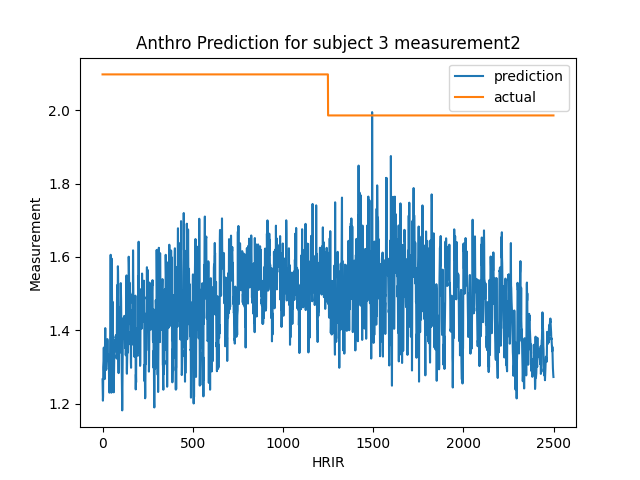 Anthro Prediction for subject 3 measurement2
prediction
actual
2.0
1.8
1.6
1.4
1.2
Measurement
0
500
1000
1500
2000
2500
HRIR